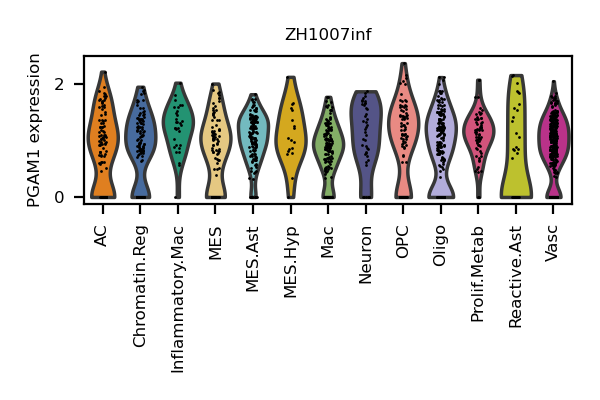 ZH1007inf
PGAM1 expression
2
0
AC
Chromatin.Reg
Inflammatory.Mac
MES
MES.Ast
MES.Hyp
Mac
Neuron
OPC
Oligo
Prolif.Metab
Reactive.Ast
Vasc